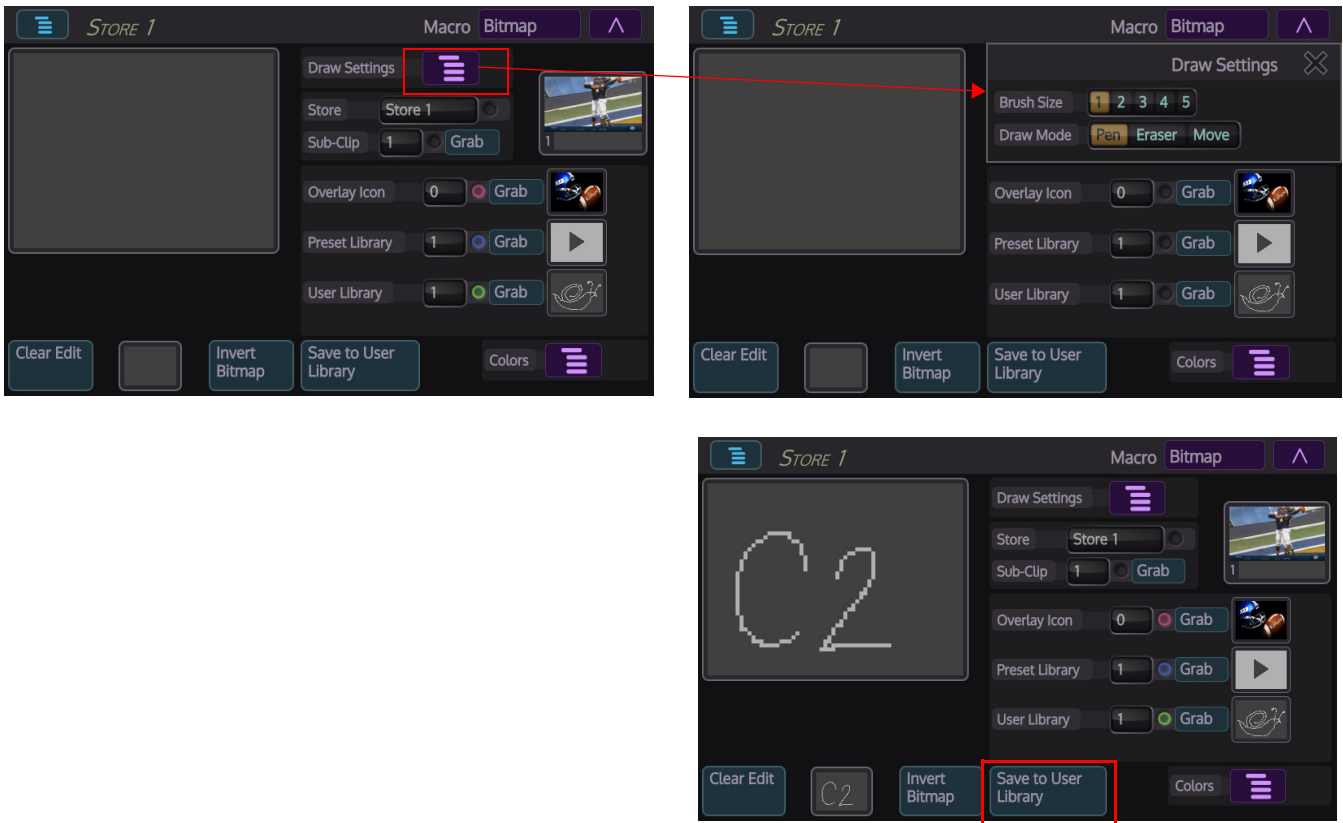 STORE 1
Macro Bitmap
Draw Settings
Store Store 1
Sub-Clip 1 Grab
1
Overlay Icon 0 Grab
Preset Library 1 Grab
User Library 1 Grab
Clear Edit
Invert
Bitmap
Save to User
Library
Colors
STORE 1
Macro Bitmap
Draw Settings
Brush Size 1 2 3 4 5
Draw Mode Pen Eraser Move
Overlay Icon 0 Grab
Preset Library 1 Grab
User Library 1 Grab
Clear Edit
Invert
Bitmap
Save to User
Library
Colors
STORE 1
Macro Bitmap
C2
Draw Settings
Store Store 1
Sub-Clip 1 Grab
1
Overlay Icon 0 Grab
Preset Library 1 Grab
User Library 1 Grab
Clear Edit
C2
Invert
Bitmap
Save to User
Library
Colors